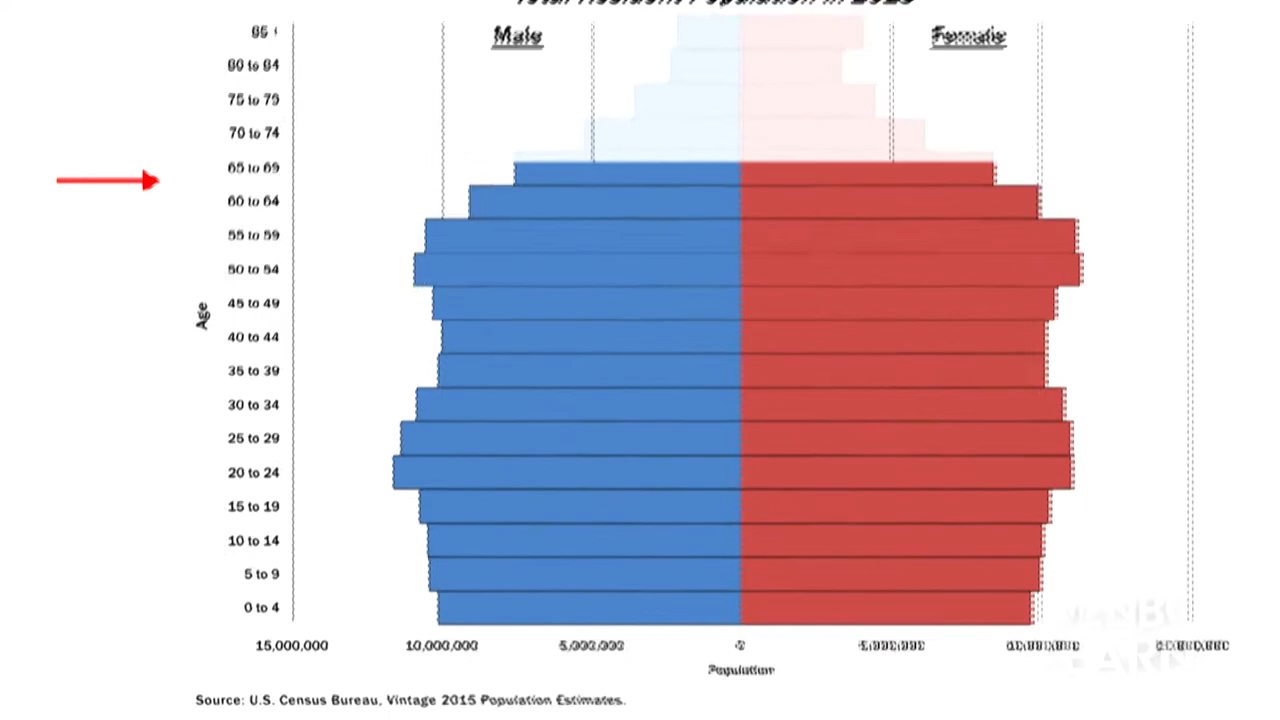 Total Resident Population in 2015
Male
Female
80 to 84
75 to 79
70 to 74
65 to 69
60 to 64
55 to 59
50 to 54
45 to 49
40 to 44
35 to 39
30 to 34
25 to 29
20 to 24
15 to 19
10 to 14
5 to 9
0 to 4
Age
15,000,000 10,000,000 5,000,000 0 5,000,000
Population
Source: U.S. Census Bureau, Vintage 2015 Population Estimates.